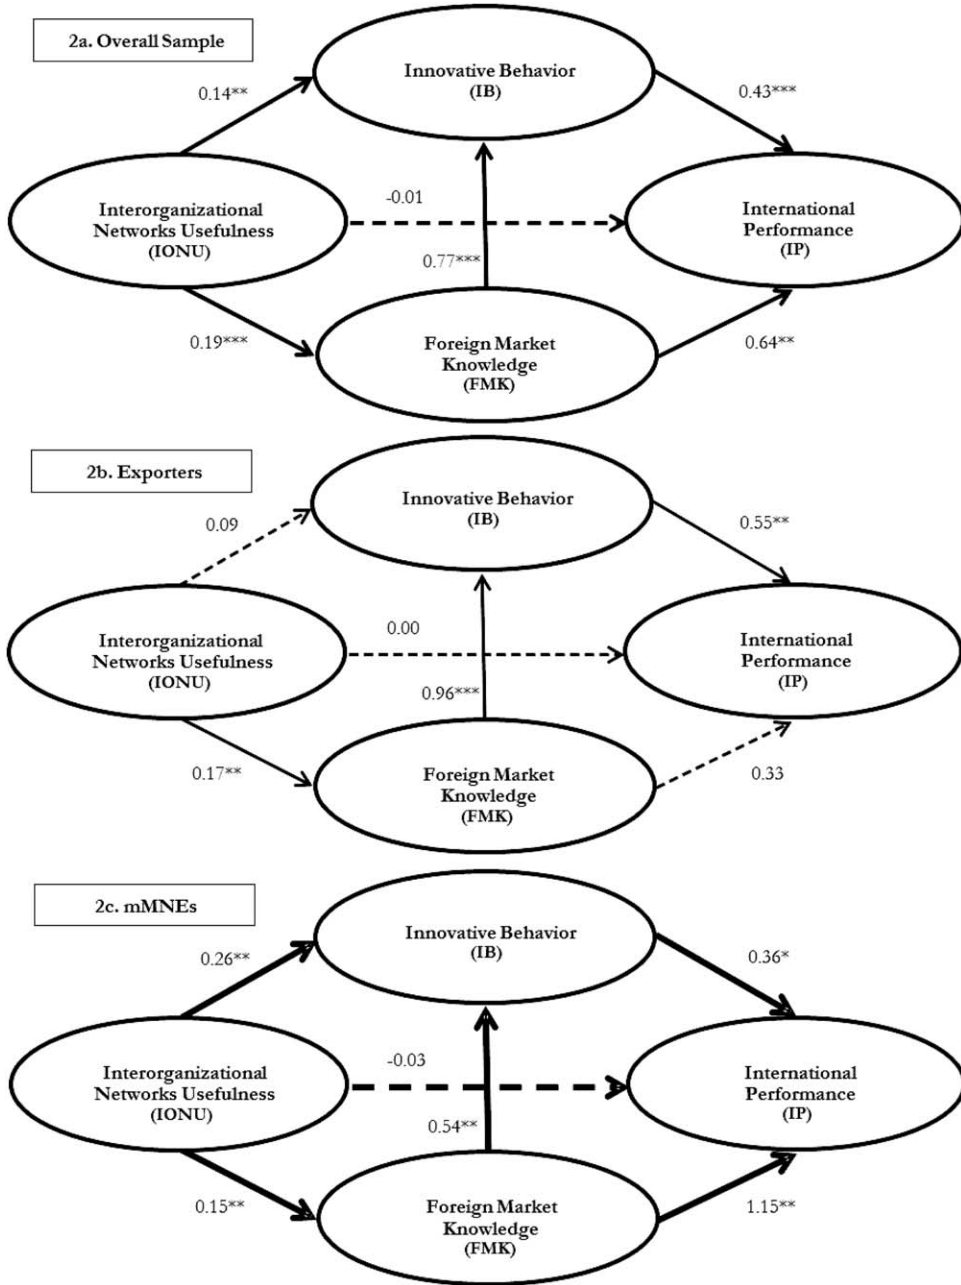 2a. Overall Sample
Innovative Behavior
(IB)
0.14**
0.43***
Interorganizational
Networks Usefulness
(IONU)
-0.01
International
Performance
(IP)
0.77***
0.19***
Foreign Market
Knowledge
(FMK)
0.64**
2b. Exporters
Innovative Behavior
(IB)
0.09
0.55**
Interorganizational
Networks Usefulness
(IONU)
0.00
International
Performance
(IP)
0.96***
0.17**
Foreign Market
Knowledge
(FMK)
0.33
2c. mMNEs
Innovative Behavior
(IB)
0.26**
0.36*
Interorganizational
Networks Usefulness
(IONU)
-0.03
International
Performance
(IP)
0.54**
0.15**
Foreign Market
Knowledge
(FMK)
1.15**